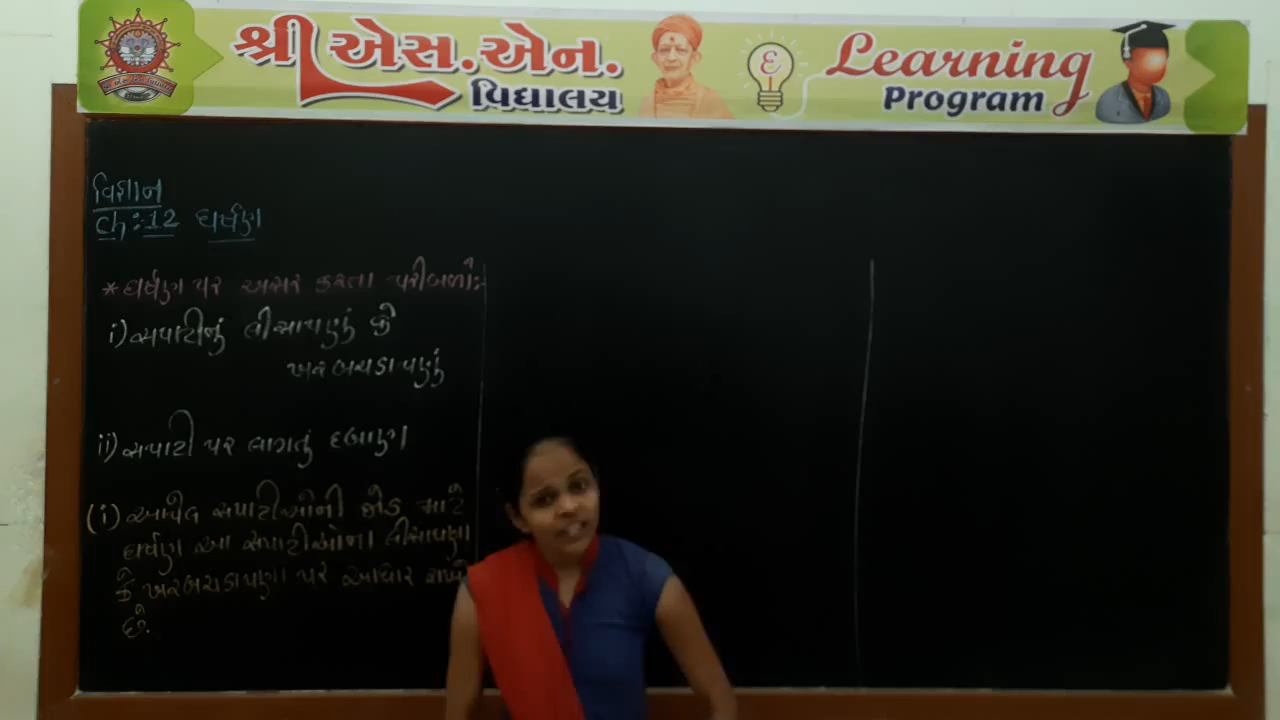 શ્રી એસ.એન.
વિદ્યાલય
Learning
Program
વિજ્ઞાન
Ch:-12 ઘર્ષણ
* ઘર્ષણ પર અસર કરતા પરીબળો:-
i) સપાટીનું લીસાપણું કે
ખરબચડાપણું
ii) સપાટી પર લાગતું દબાણ
(i) આપેલ સપાટીઓની જોડ માટે
ઘર્ષણ આ સપાટીઓના લીસાપણા
કે ખરબચડાપણા પર આધાર રાખે
છે.